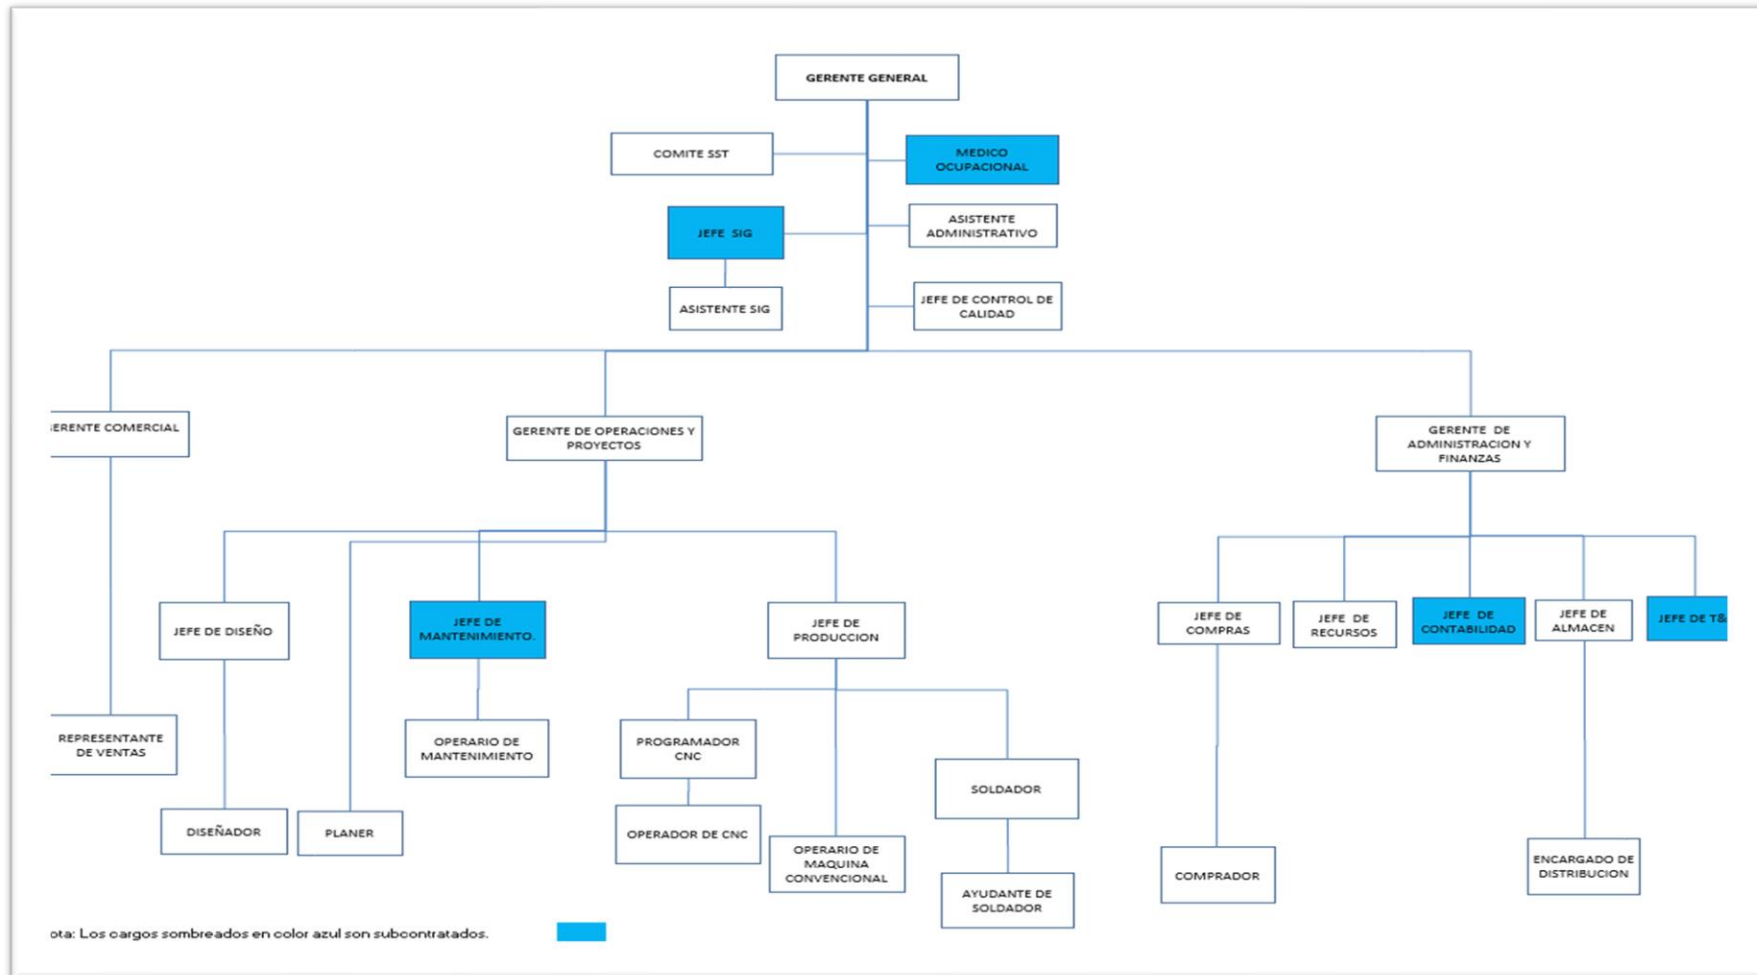 GERENTE GENERAL
COMITE SST
MEDICO
OCUPACIONAL
JEFE SIG
ASISTENTE
ADMINISTRATIVO
ASISTENTE SIG
JEFE DE CONTROL DE
CALIDAD
GERENTE COMERCIAL
GERENTE DE OPERACIONES Y
PROYECTOS
GERENTE DE
ADMINISTRACION Y
FINANZAS
JEFE DE DISEÑO
JEFE DE
MANTENIMIENTO.
JEFE DE
PRODUCCION
JEFE DE
COMPRAS
JEFE DE
RECURSOS
JEFE DE
CONTABILIDAD
JEFE DE
ALMACEN
JEFE DE T&
REPRESENTANTE
DE VENTAS
OPERARIO DE
MANTENIMIENTO
PROGRAMADOR
CNC
SOLDADOR
DISEÑADOR
PLANER
OPERADOR DE CNC
OPERARIO DE
MAQUINA
CONVENCIONAL
AYUDANTE DE
SOLDADOR
COMPRADOR
ENCARGADO DE
DISTRIBUCION
ota: Los cargos sombreados en color azul son subcontratados.